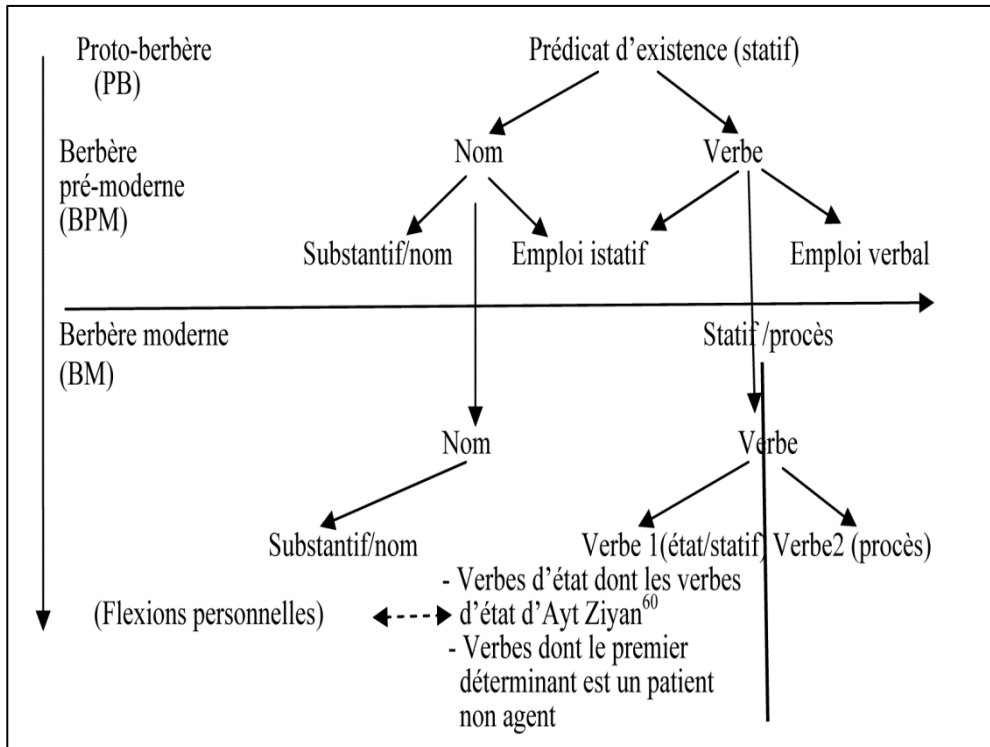 Proto-berbère
(PB)
Prédicat d’existence (statif)
Berbère
pré-moderne
(BPM)
Nom
Verbe
Substantif/nom
Emploi istatif
Emploi verbal
Berbère moderne
(BM)
Statif /procès
Nom
Verbe
Substantif/nom
Verbe 1(état/statif)
Verbe2 (procès)
(Flexions personnelles)
- Verbes d’état dont les verbes
d’état d’Ayt Ziyan60
- Verbes dont le premier
déterminant est un patient
non agent